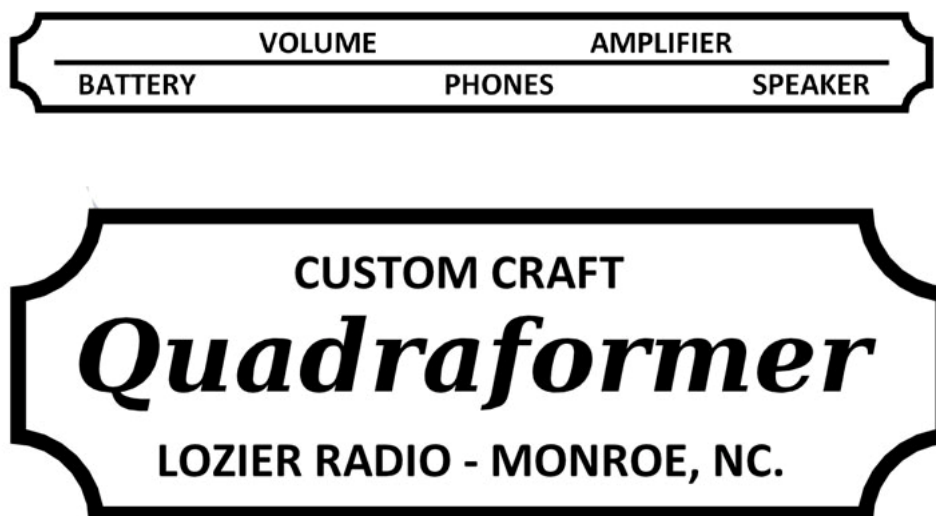 VOLUME AMPLIFIER
BATTERY PHONES SPEAKER
CUSTOM CRAFT
Quadraformer
LOZIER RADIO - MONROE, NC.